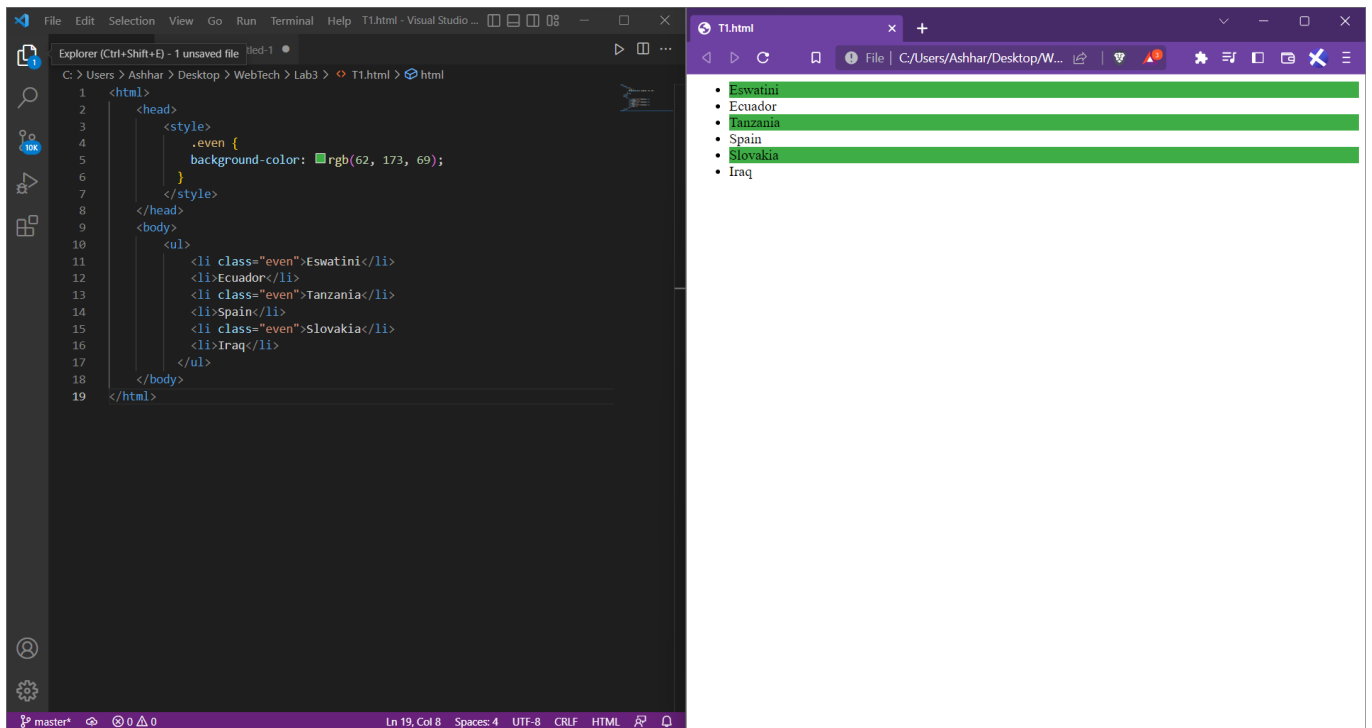 File Edit Selection View Go Run Terminal Help T1.html - Visual Studio ...
Explorer (Ctrl+Shift+E) - 1 unsaved file
C: > Users > Ashhar > Desktop > WebTech > Lab3 > <> T1.html > html
1
10K
1 <html>
2 <head>
3 <style>
4 .even {
5 background-color: rgb(62, 173, 69);
6 }
7 </style>
8 </head>
9 <body>
10 <ul>
11 <li class="even">Eswatini</li>
12 <li>Ecuador</li>
13 <li class="even">Tanzania</li>
14 <li>Spain</li>
15 <li class="even">Slovakia</li>
16 <li>Iraq</li>
17 </ul>
18 </body>
19 </html>
master* 0 0 Ln 19, Col 8 Spaces: 4 UTF-8 CRLF HTML
T1.html
File | C:/Users/Ashhar/Desktop/W...
• Eswatini
• Ecuador
• Tanzania
• Spain
• Slovakia
• Iraq